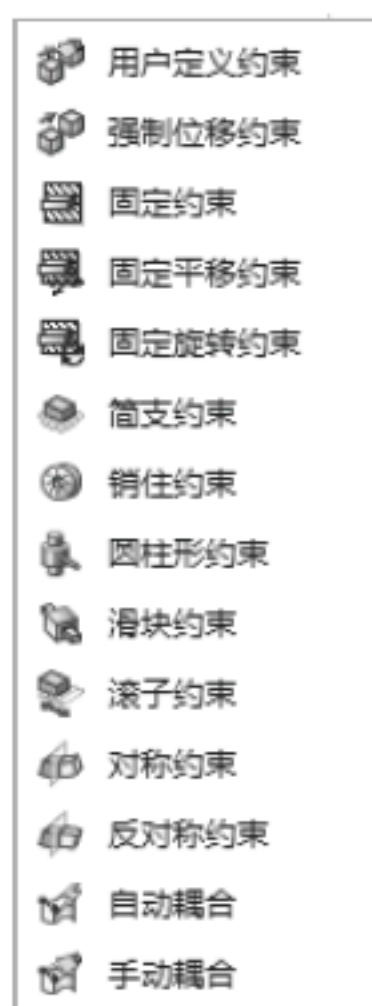 用户定义约束
强制位移约束
固定约束
固定平移约束
固定旋转约束
简支约束
销住约束
圆柱形约束
滑块约束
滚子约束
对称约束
反对称约束
自动耦合
手动耦合